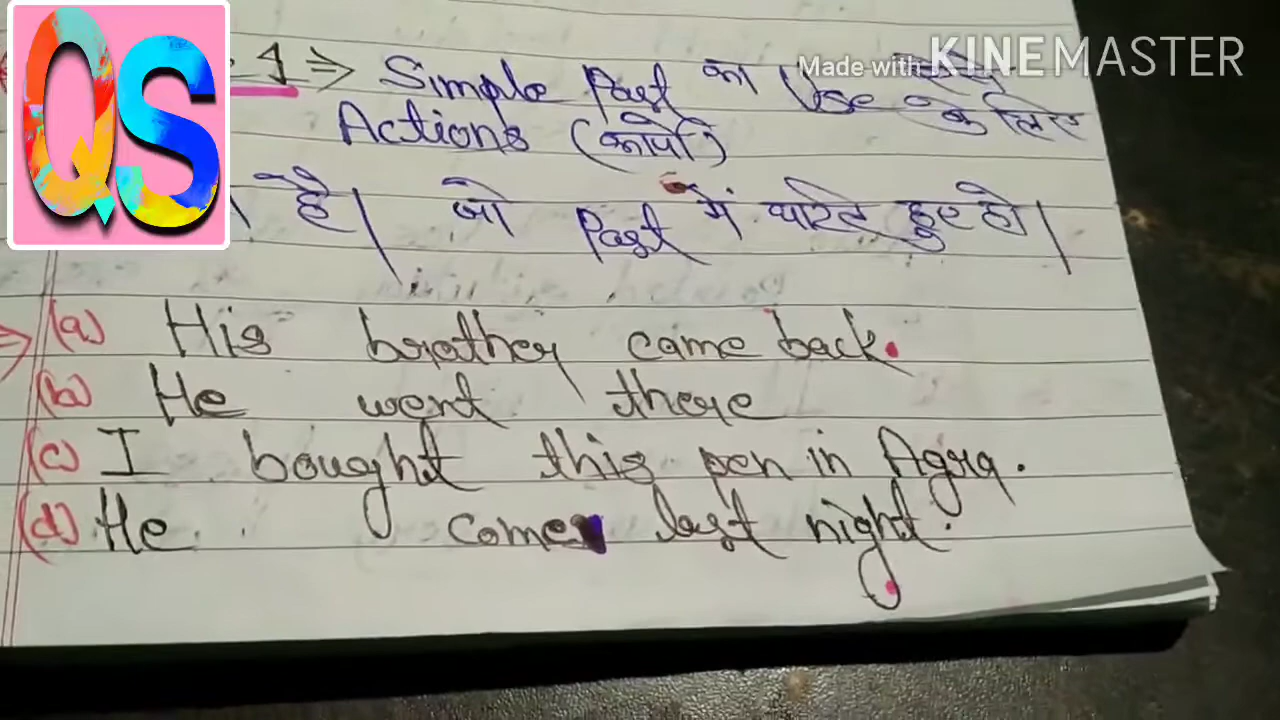 QS
Made with KINEMASTER
1 ⇒ Simple Past का Use के लिए
Actions (कार्यो)
है। जो Past में घटित हुए हो।
(a) His brother came back.
(b) He went there
(c) I bought this pen in Agra.
(d) He come last night.